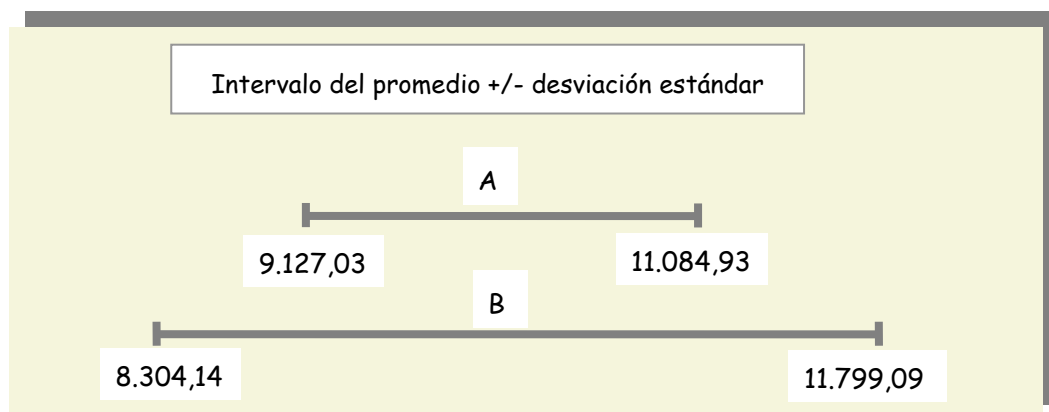 Intervalo del promedio +/- desviación estándar
A
9.127,03
11.084,93
B
8.304,14
11.799,09